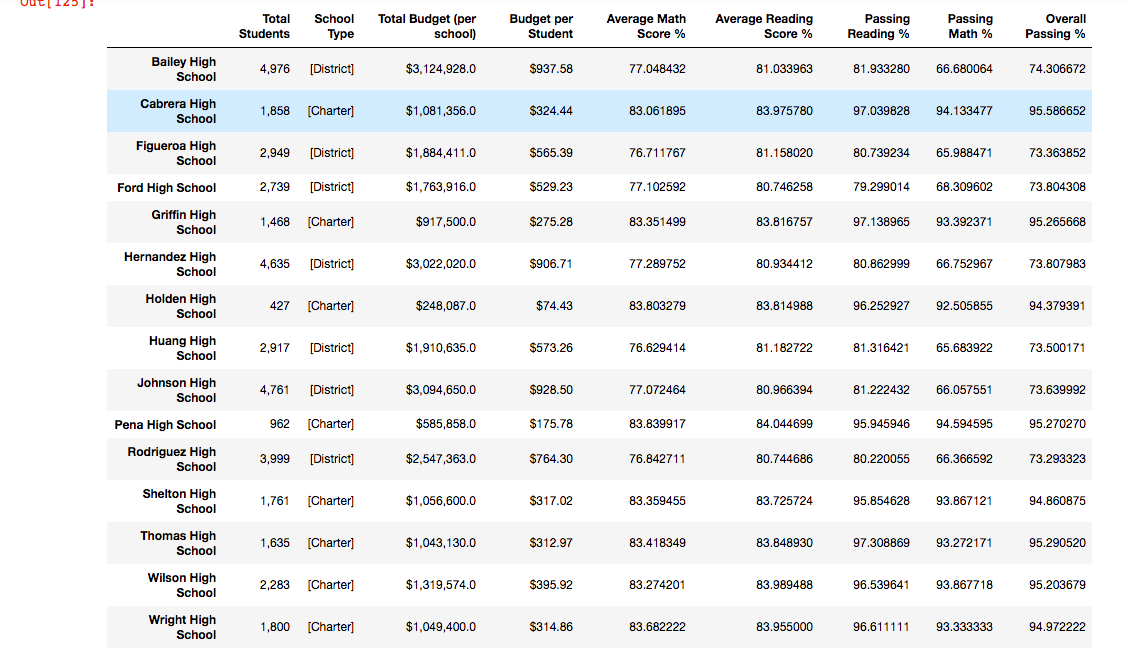 Out[125]:
Total Students School Type Total Budget (per school) Budget per Student Average Math Score % Average Reading Score % Passing Reading % Passing Math % Overall Passing %
Bailey High School 4,976 [District] $3,124,928.0 $937.58 77.048432 81.033963 81.933280 66.680064 74.306672
Cabrera High School 1,858 [Charter] $1,081,356.0 $324.44 83.061895 83.975780 97.039828 94.133477 95.586652
Figueroa High School 2,949 [District] $1,884,411.0 $565.39 76.711767 81.158020 80.739234 65.988471 73.363852
Ford High School 2,739 [District] $1,763,916.0 $529.23 77.102592 80.746258 79.299014 68.309602 73.804308
Griffin High School 1,468 [Charter] $917,500.0 $275.28 83.351499 83.816757 97.138965 93.392371 95.265668
Hernandez High School 4,635 [District] $3,022,020.0 $906.71 77.289752 80.934412 80.862999 66.752967 73.807983
Holden High School 427 [Charter] $248,087.0 $74.43 83.803279 83.814988 96.252927 92.505855 94.379391
Huang High School 2,917 [District] $1,910,635.0 $573.26 76.629414 81.182722 81.316421 65.683922 73.500171
Johnson High School 4,761 [District] $3,094,650.0 $928.50 77.072464 80.966394 81.222432 66.057551 73.639992
Pena High School 962 [Charter] $585,858.0 $175.78 83.839917 84.044699 95.945946 94.594595 95.270270
Rodriguez High School 3,999 [District] $2,547,363.0 $764.30 76.842711 80.744686 80.220055 66.366592 73.293323
Shelton High School 1,761 [Charter] $1,056,600.0 $317.02 83.359455 83.725724 95.854628 93.867121 94.860875
Thomas High School 1,635 [Charter] $1,043,130.0 $312.97 83.418349 83.848930 97.308869 93.272171 95.290520
Wilson High School 2,283 [Charter] $1,319,574.0 $395.92 83.274201 83.989488 96.539641 93.867718 95.203679
Wright High School 1,800 [Charter] $1,049,400.0 $314.86 83.682222 83.955000 96.611111 93.333333 94.972222